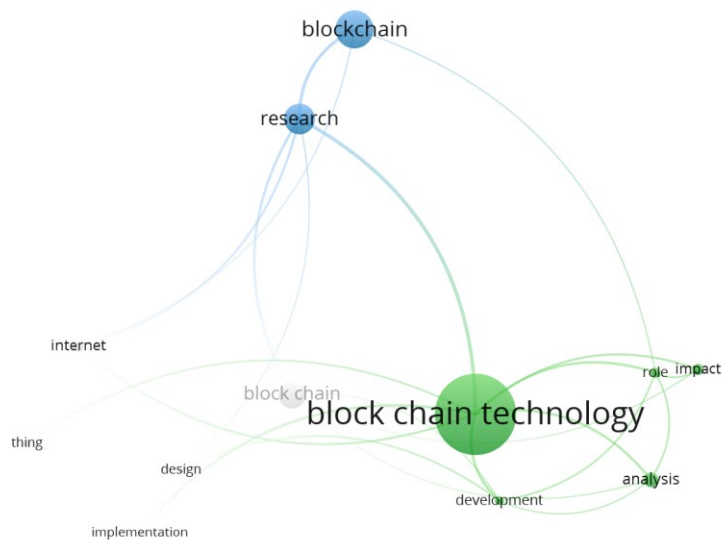 blockchain
research
internet
role
impact
block chain
block chain technology
thing
design
analysis
development
implementation